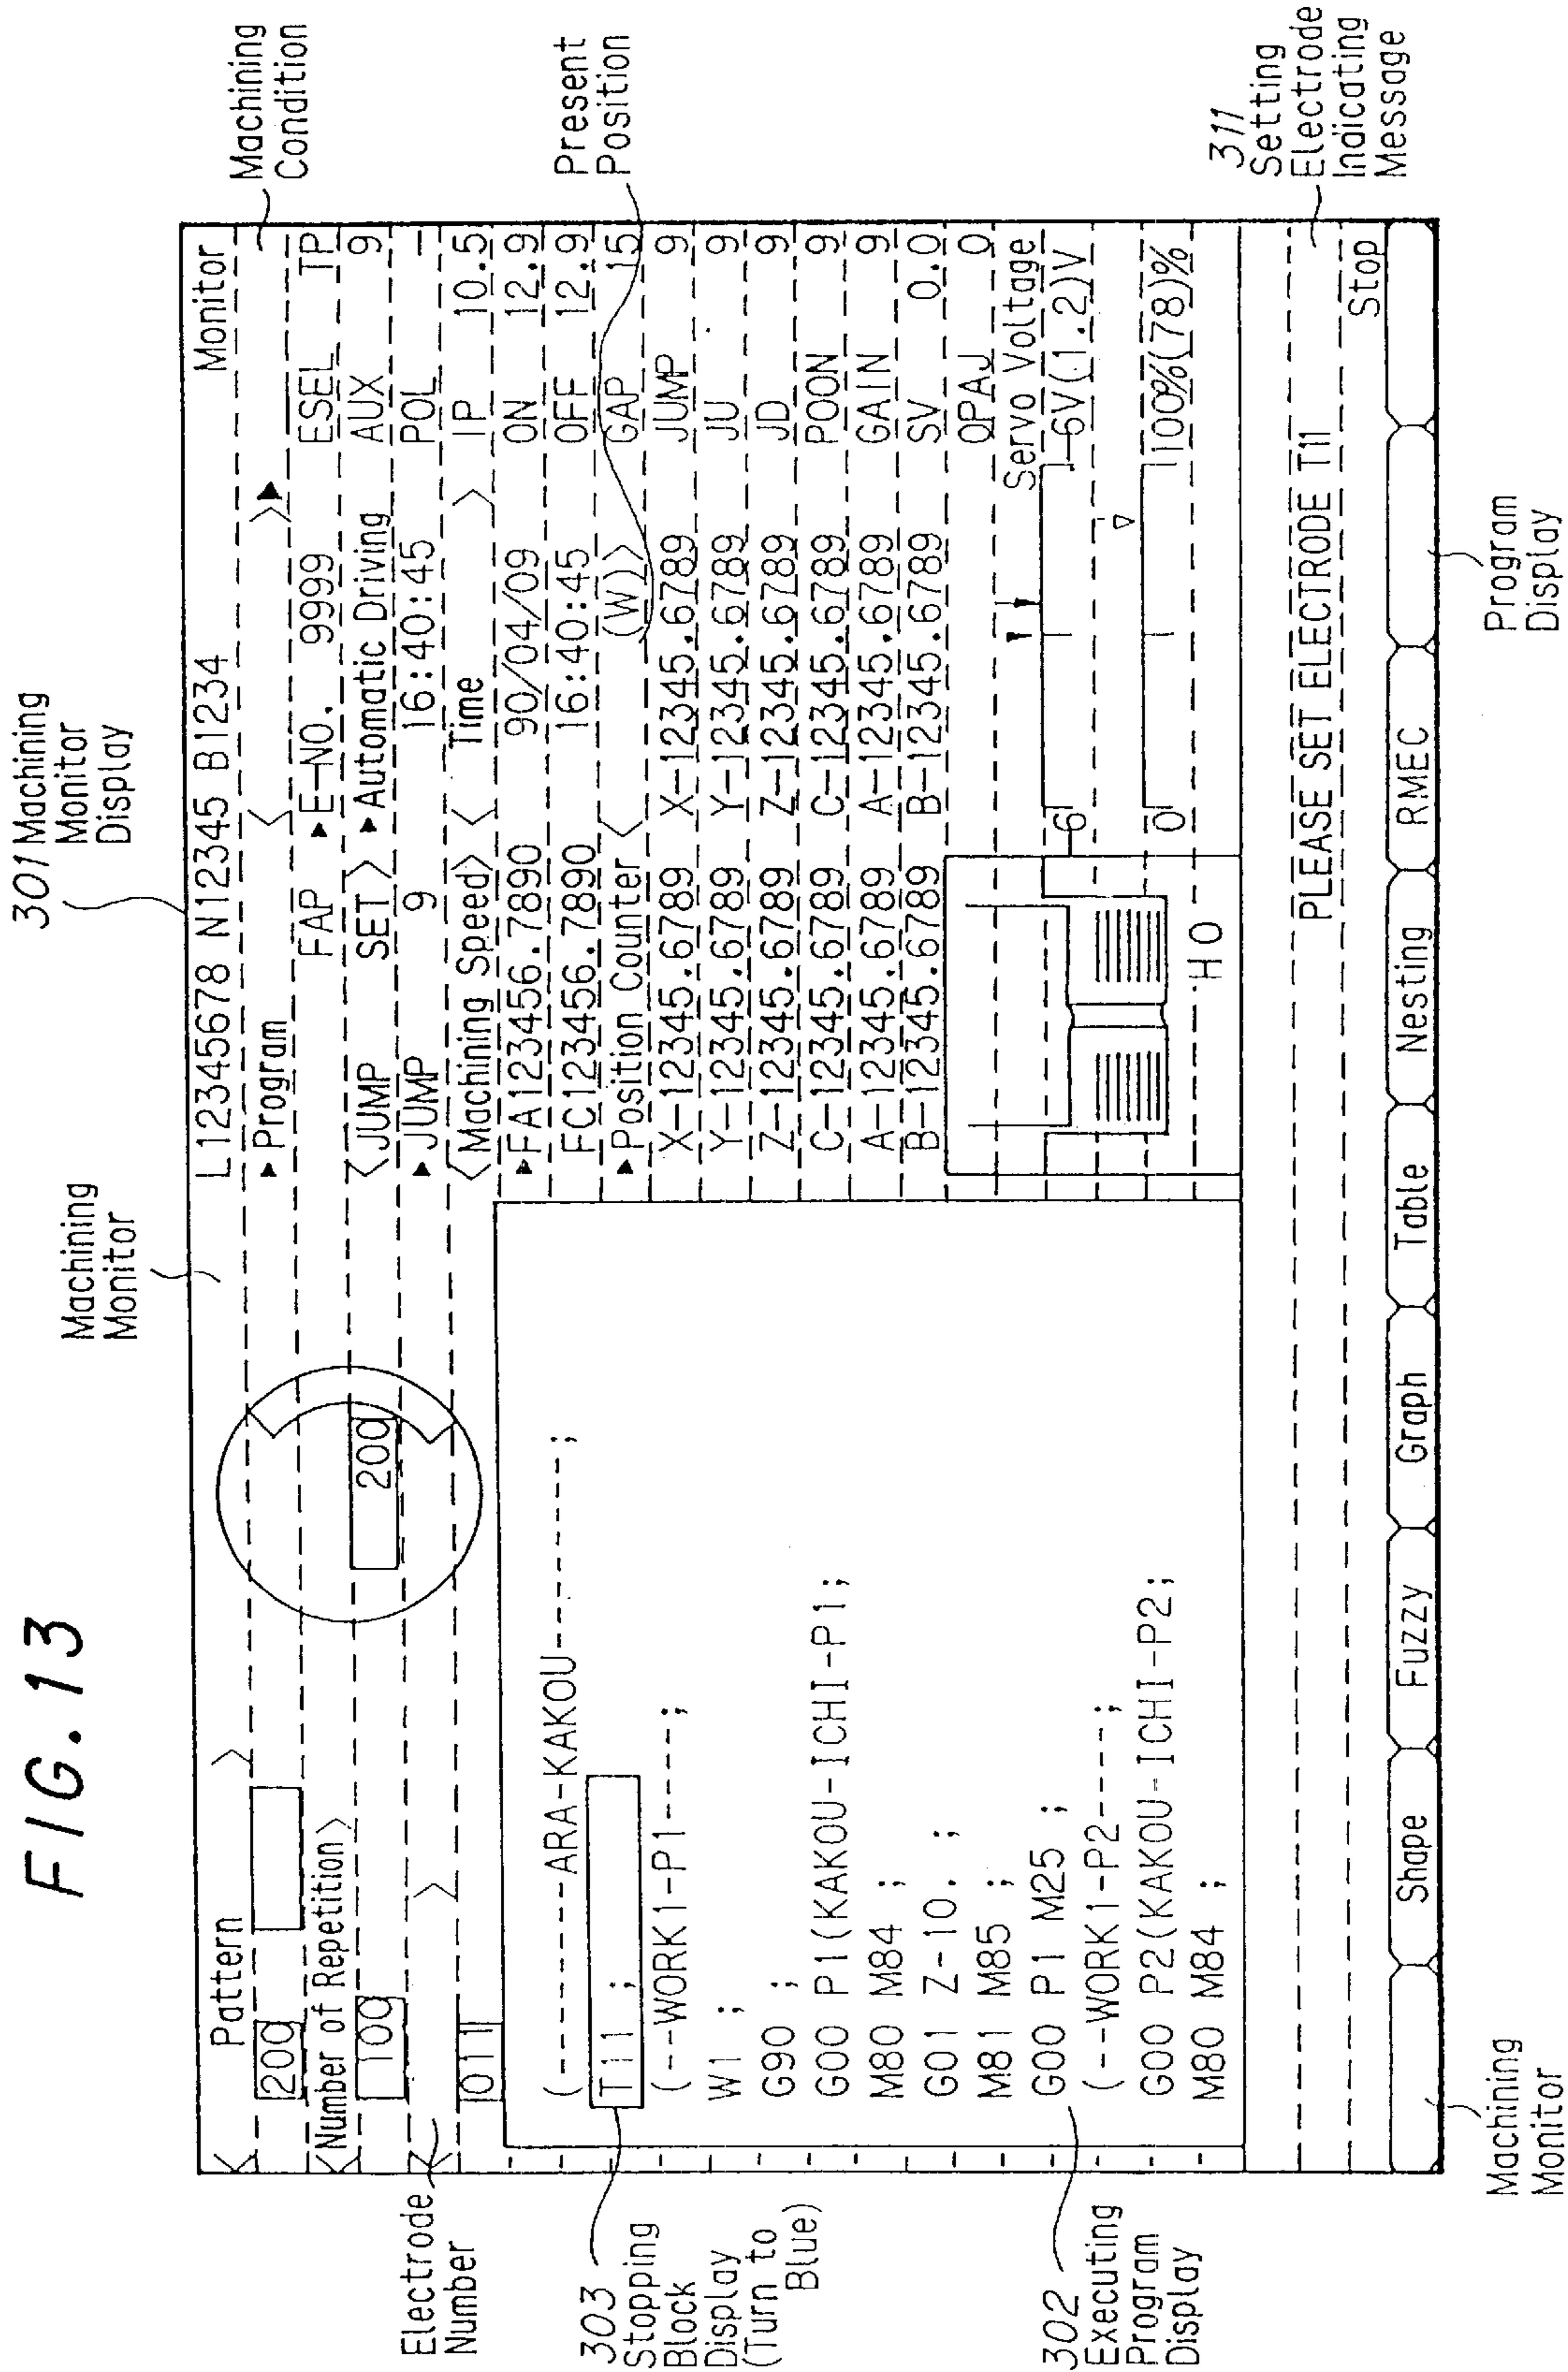 FIG. 13
301 Machining
Monitor
Display
Machining
Monitor
Machining
Condition
Present
Position
Electrode
Number
303
Stopping
Block
Display
(Turn to
Blue)
302
Executing
Program
Display
311
Setting
Electrode
Indicating
Message
Machining
Monitor
Program
Display
L12345678 N12345 B1234
Monitor
< Pattern >
200
<Number of Repetition>
100
< >
011
200
▸Program < >
FAP ▸E-NO. 9999
<JUMP SET> ▸Automatic Driving
▸JUMP 9 16:40:45
<Machining Speed> < Time >
▸FA123456.7890 90/04/09
FC123456.7890 16:40:45
▸Position Counter < (W)>
X-12345.6789 X-12345.6789
Y-12345.6789 Y-12345.6789
Z-12345.6789 Z-12345.6789
C-12345.6789 C-12345.6789
A-12345.6789 A-12345.6789
B-12345.6789 B-12345.6789
ESEL TP
AUX 9
POL -
IP 10.5
ON 12.9
OFF 12.9
GAP 15
JUMP 9
JU 9
JD 9
POON 9
GAIN 9
SV 0.0
OPAJ 0
Servo Voltage
6 -6V(1.2)V
0 100%(78)%
H 0
(------ARA-KAKOU-----------;
T11 ;
(--WORK1-P1----;
W1 ;
G90 ;
G00 P1(KAKOU-ICHI-P1;
M80 M84 ;
G01 Z-10. ;
M81 M85 ;
G00 P1 M25 ;
(--WORK1-P2----;
G00 P2(KAKOU-ICHI-P2;
M80 M84 ;
PLEASE SET ELECTRODE T11
Stop
Shape
Fuzzy
Graph
Table
Nesting
RMEC